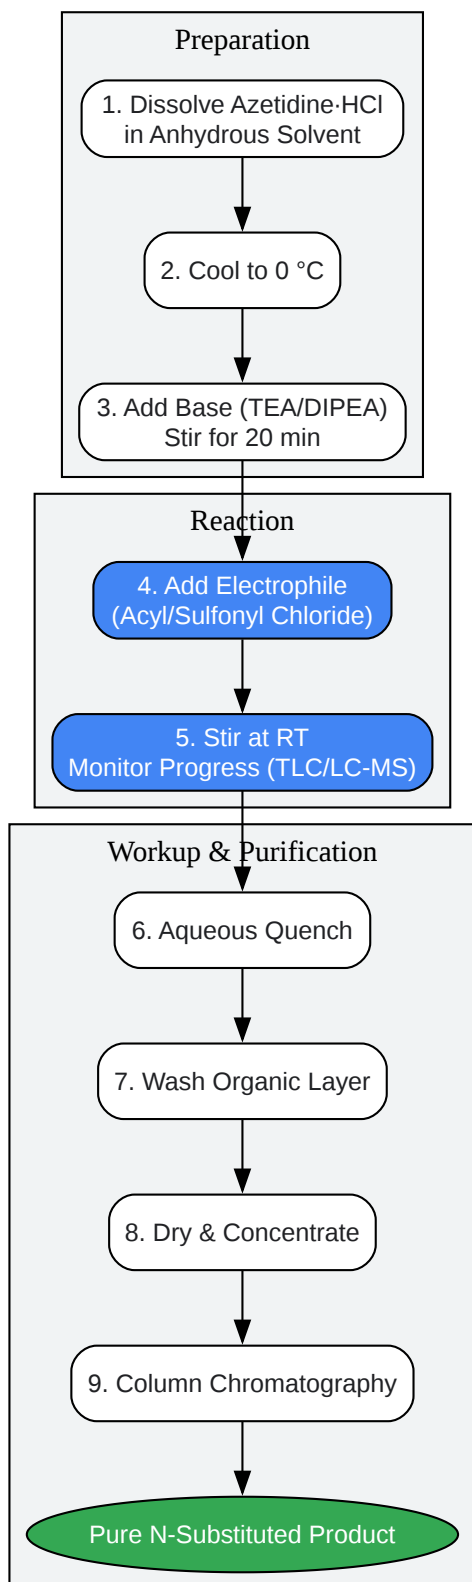 Preparation
1. Dissolve Azetidine·HCl
in Anhydrous Solvent
2. Cool to 0 °C
3. Add Base (TEA/DIPEA)
Stir for 20 min
Reaction
4. Add Electrophile
(Acyl/Sulfonyl Chloride)
5. Stir at RT
Monitor Progress (TLC/LC-MS)
Workup & Purification
6. Aqueous Quench
7. Wash Organic Layer
8. Dry & Concentrate
9. Column Chromatography
Pure N-Substituted Product